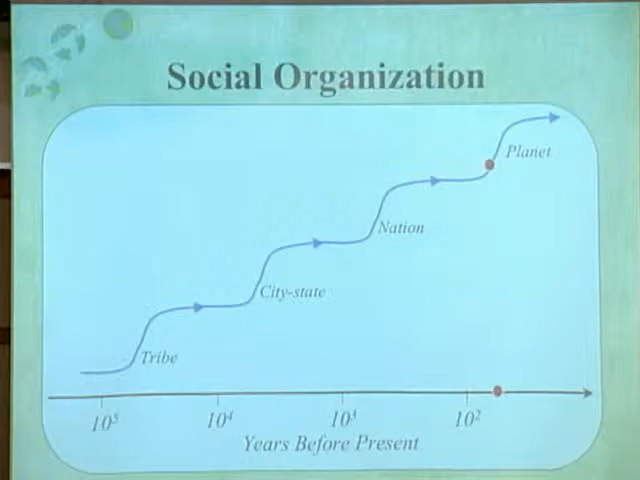 Social Organization
Planet
Nation
City-state
Tribe
10⁵
10⁴
10³
10²
Years Before Present